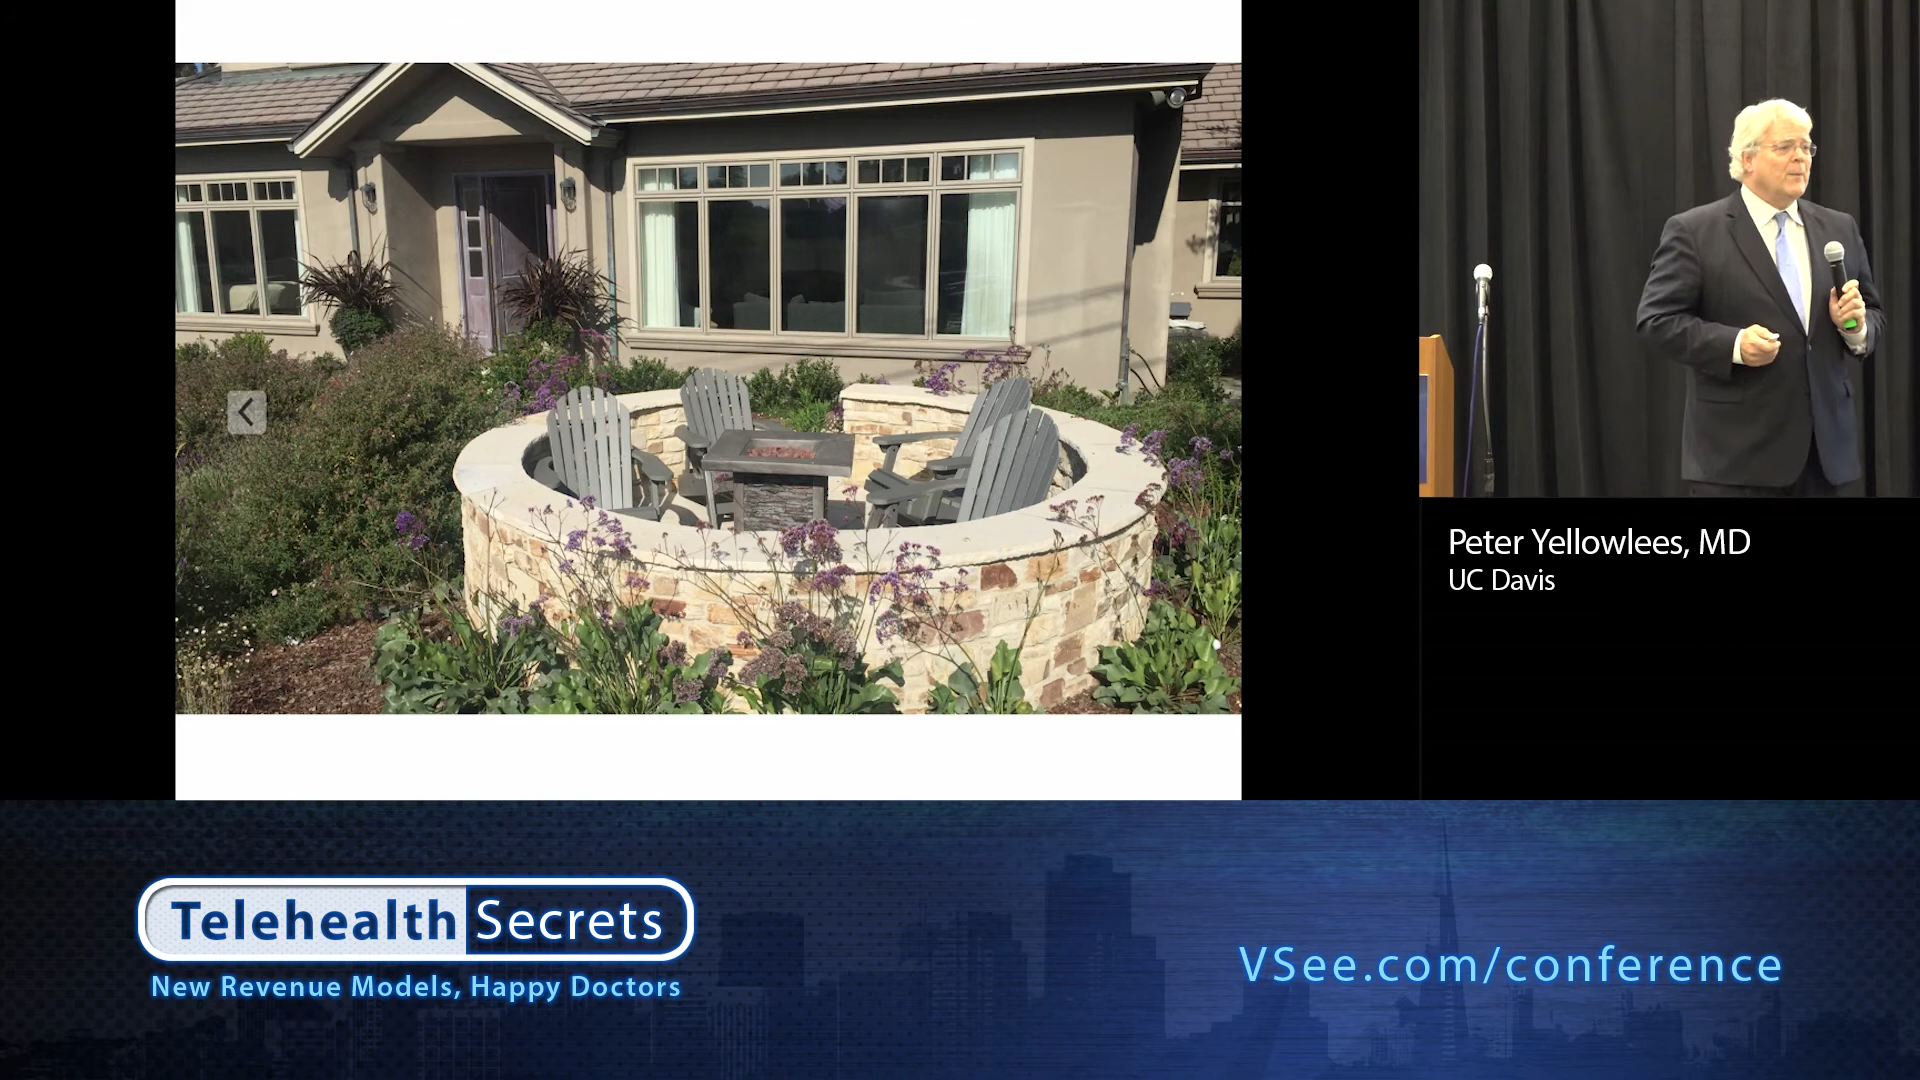 Peter Yellowlees, MD
UC Davis
Telehealth Secrets
New Revenue Models, Happy Doctors
VSee.com/conference